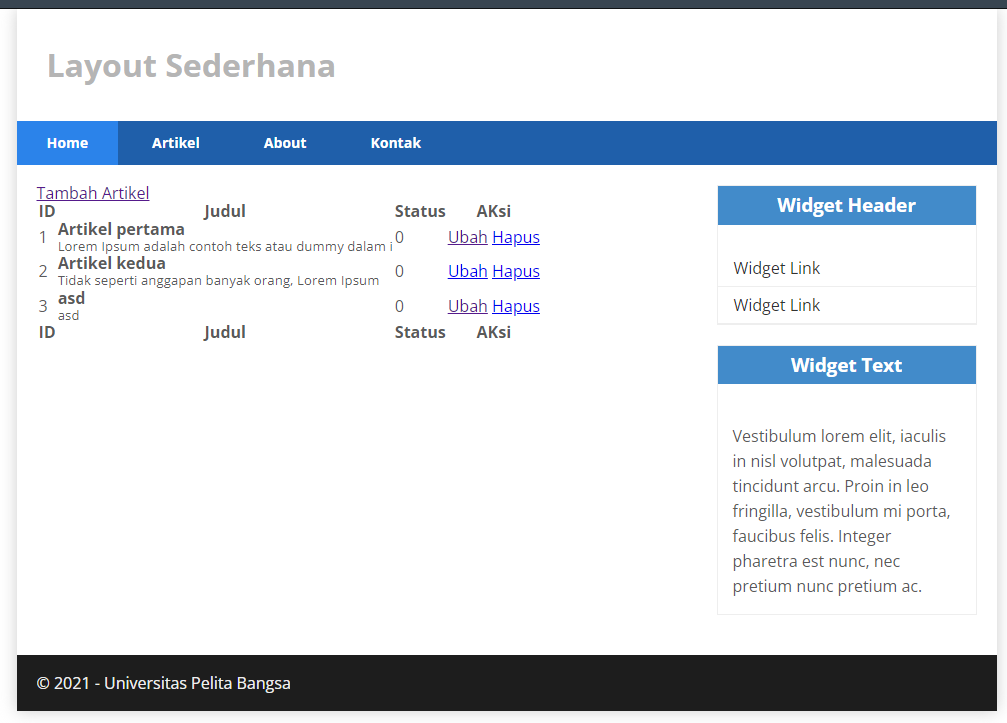 Layout Sederhana
Home Artikel About Kontak
Tambah Artikel
ID Judul Status AKsi
1 Artikel pertama
Lorem Ipsum adalah contoh teks atau dummy dalam i 0 Ubah Hapus
2 Artikel kedua
Tidak seperti anggapan banyak orang, Lorem Ipsum 0 Ubah Hapus
3 asd
asd 0 Ubah Hapus
ID Judul Status AKsi
Widget Header
Widget Link
Widget Link
Widget Text
Vestibulum lorem elit, iaculis
in nisl volutpat, malesuada
tincidunt arcu. Proin in leo
fringilla, vestibulum mi porta,
faucibus felis. Integer
pharetra est nunc, nec
pretium nunc pretium ac.
© 2021 - Universitas Pelita Bangsa